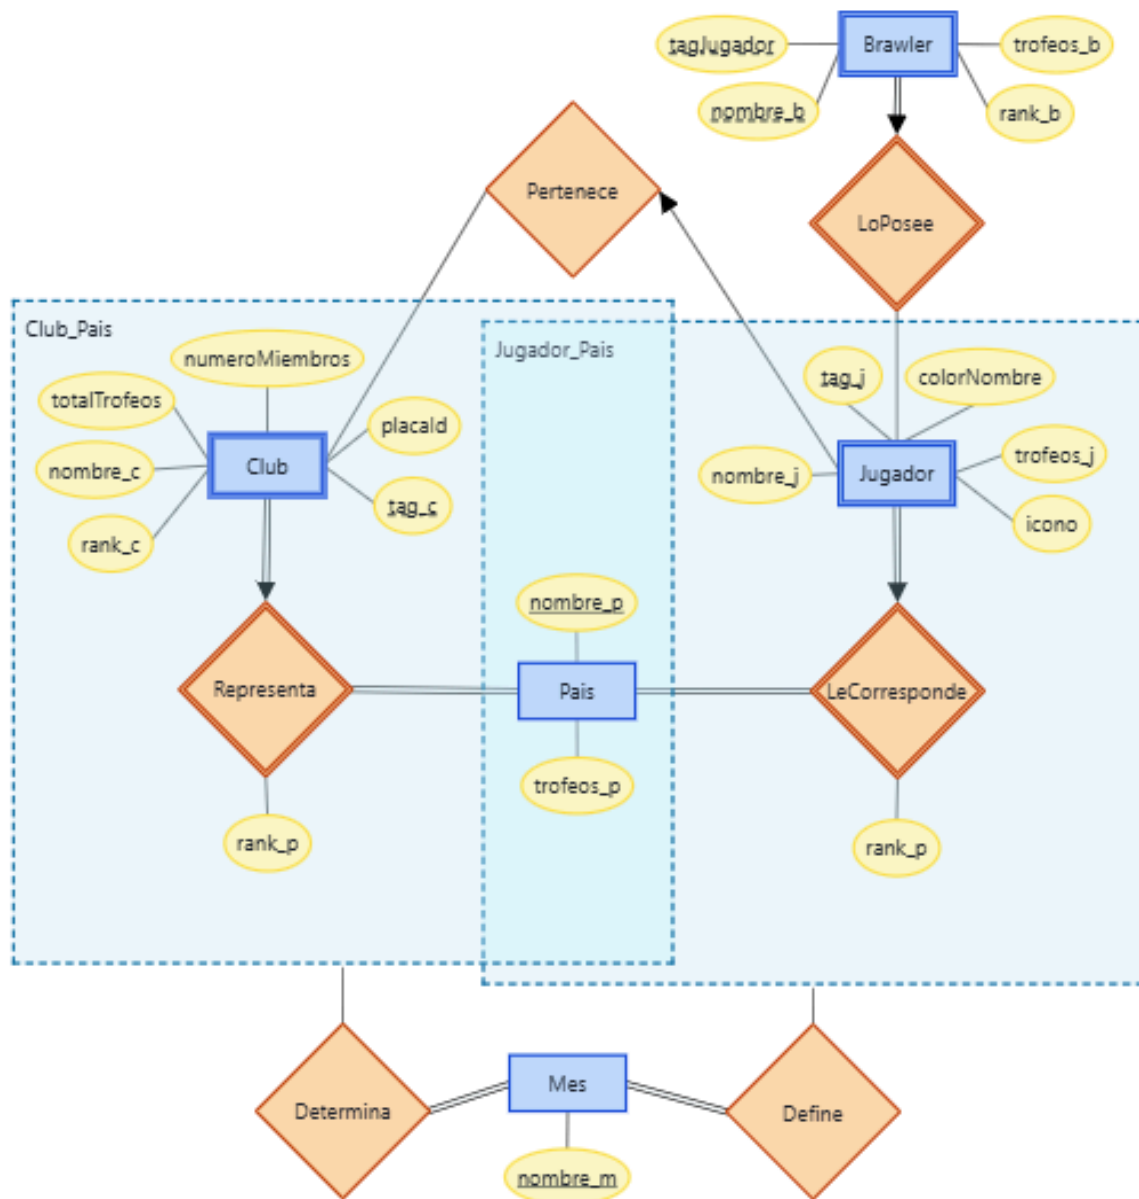 tagJugador
Brawler
trofeos_b
nombre_b
rank_b
Pertenece
LoPosee
Club_Pais
Jugador_Pais
numeroMiembros
tag_j
colorNombre
totalTrofeos
placaId
nombre_c
Club
tag_c
rank_c
nombre_j
Jugador
trofeos_j
icono
nombre_p
Representa
Pais
LeCorresponde
trofeos_p
rank_p
rank_p
Determina
Mes
Define
nombre_m